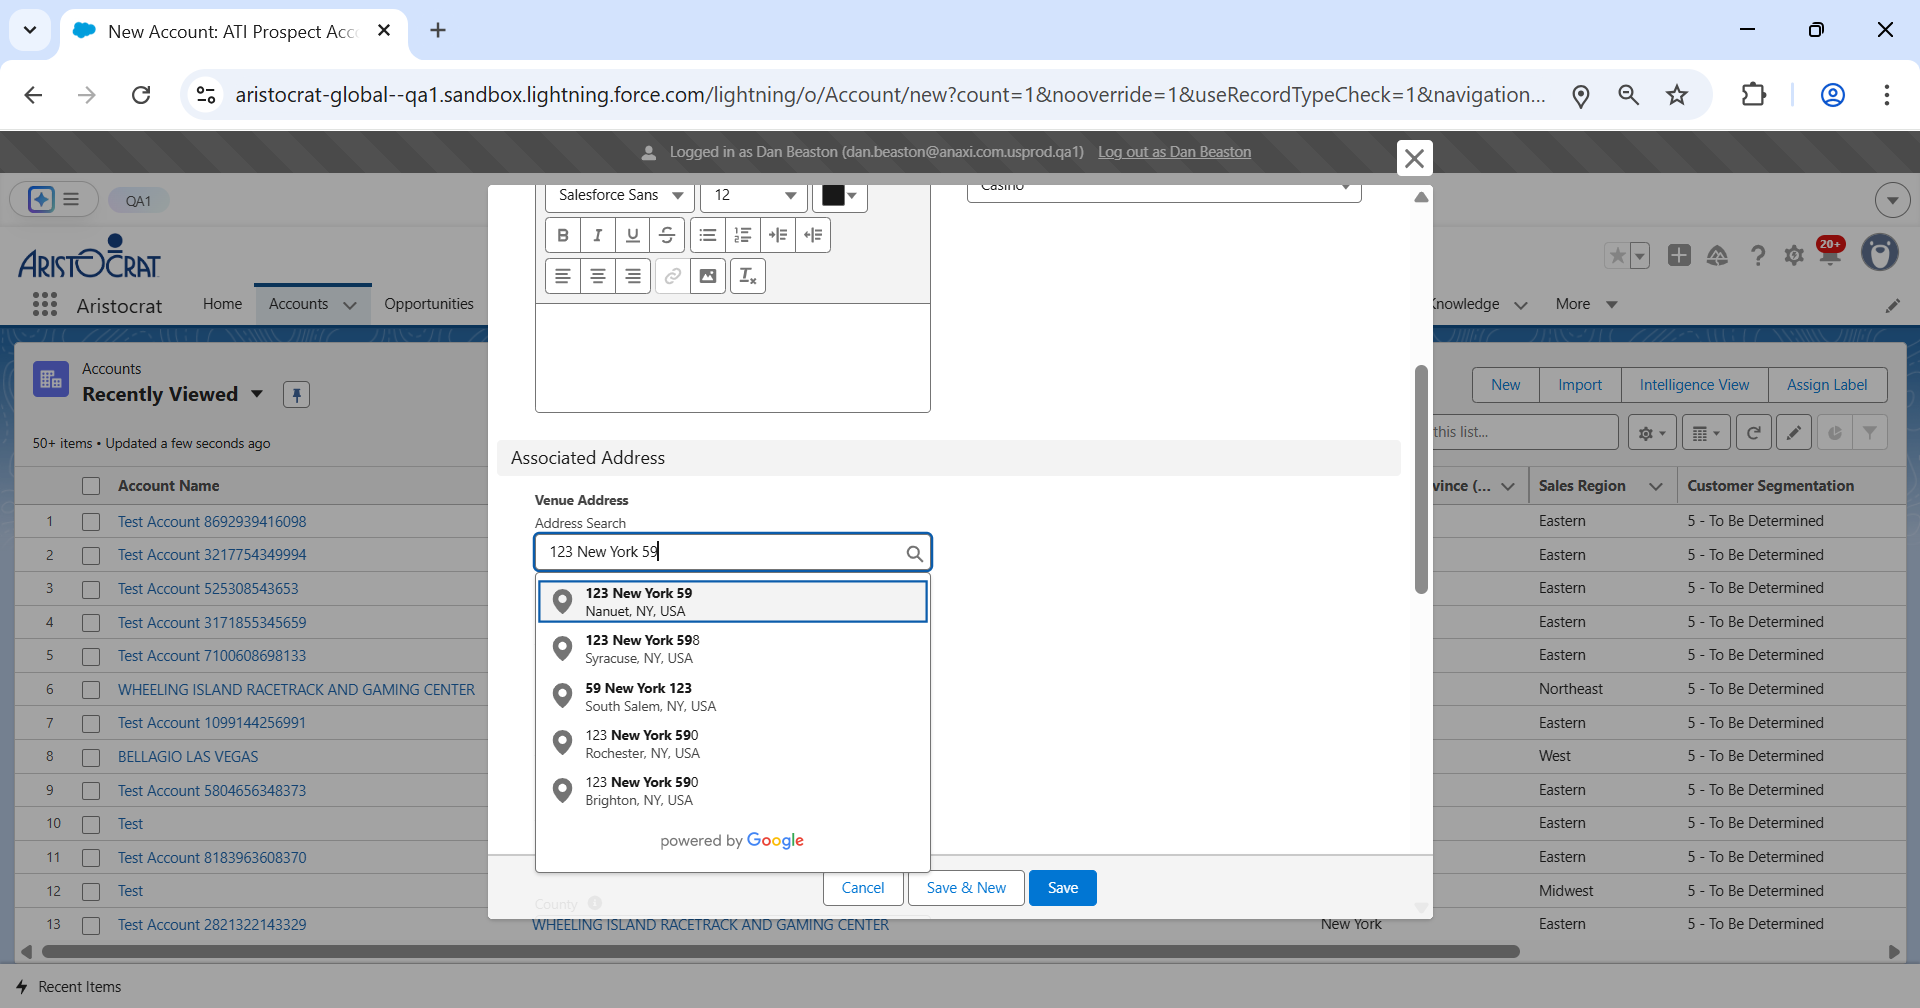 New Account: ATI Prospect Acc
aristocrat-global--qa1.sandbox.lightning.force.com/lightning/o/Account/new?count=1&nooverride=1&useRecordTypeCheck=1&navigation...
Logged in as Dan Beaston (dan.beaston@anaxi.com.usprod.qa1) Log out as Dan Beaston
QA1
ARISTOCRAT
20+
Aristocrat Home Accounts Opportunities Knowledge More
Salesforce Sans 12 Casino
B I U S
Accounts
Recently Viewed
New Import Intelligence View Assign Label
50+ items • Updated a few seconds ago
this list...
Associated Address
Account Name vince (... Sales Region Customer Segmentation
Venue Address
Address Search
123 New York 59
123 New York 59
Nanuet, NY, USA
123 New York 598
Syracuse, NY, USA
59 New York 123
South Salem, NY, USA
123 New York 590
Rochester, NY, USA
123 New York 590
Brighton, NY, USA
powered by Google
1 Test Account 8692939416098 Eastern 5 - To Be Determined
2 Test Account 3217754349994 Eastern 5 - To Be Determined
3 Test Account 525308543653 Eastern 5 - To Be Determined
4 Test Account 3171855345659 Eastern 5 - To Be Determined
5 Test Account 7100608698133 Eastern 5 - To Be Determined
6 WHEELING ISLAND RACETRACK AND GAMING CENTER Northeast 5 - To Be Determined
7 Test Account 1099144256991 Eastern 5 - To Be Determined
8 BELLAGIO LAS VEGAS West 5 - To Be Determined
9 Test Account 5804656348373 Eastern 5 - To Be Determined
10 Test Eastern 5 - To Be Determined
11 Test Account 8183963608370 Eastern 5 - To Be Determined
12 Test Midwest 5 - To Be Determined
Cancel Save & New Save
County
13 Test Account 2821322143329 WHEELING ISLAND RACETRACK AND GAMING CENTER New York Eastern 5 - To Be Determined
Recent Items